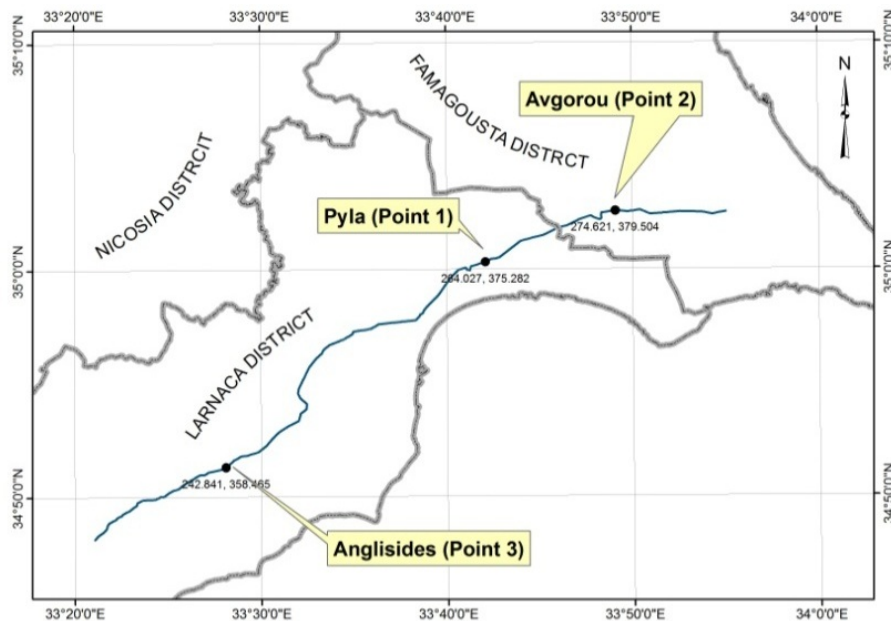 33°20'0"E 33°30'0"E 33°40'0"E 33°50'0"E 34°0'0"E
35°10'0"N 35°10'0"N
N
FAMAGOUSTA DISTRCT
Avgorou (Point 2)
NICOSIA DISTRCIT
Pyla (Point 1)
274.621, 379.504
35°0'0"N 35°0'0"N
264.027, 375.282
LARNACA DISTRICT
242.841, 358.465
34°50'0"N 34°50'0"N
Anglisides (Point 3)
33°20'0"E 33°30'0"E 33°40'0"E 33°50'0"E 34°0'0"E